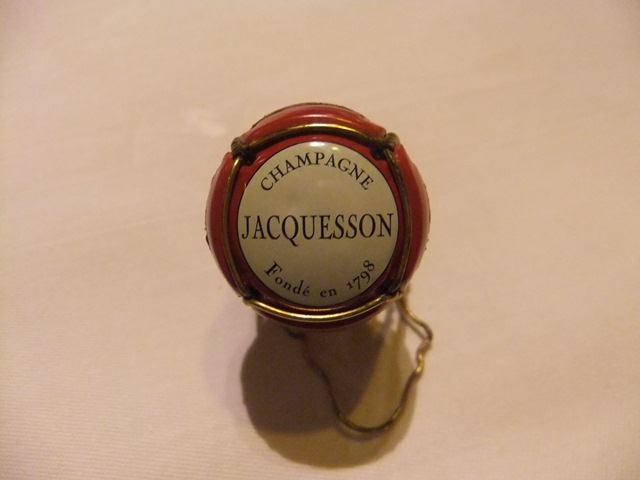 CHAMPAGNE
JACQUESSON
Fondé en 1798